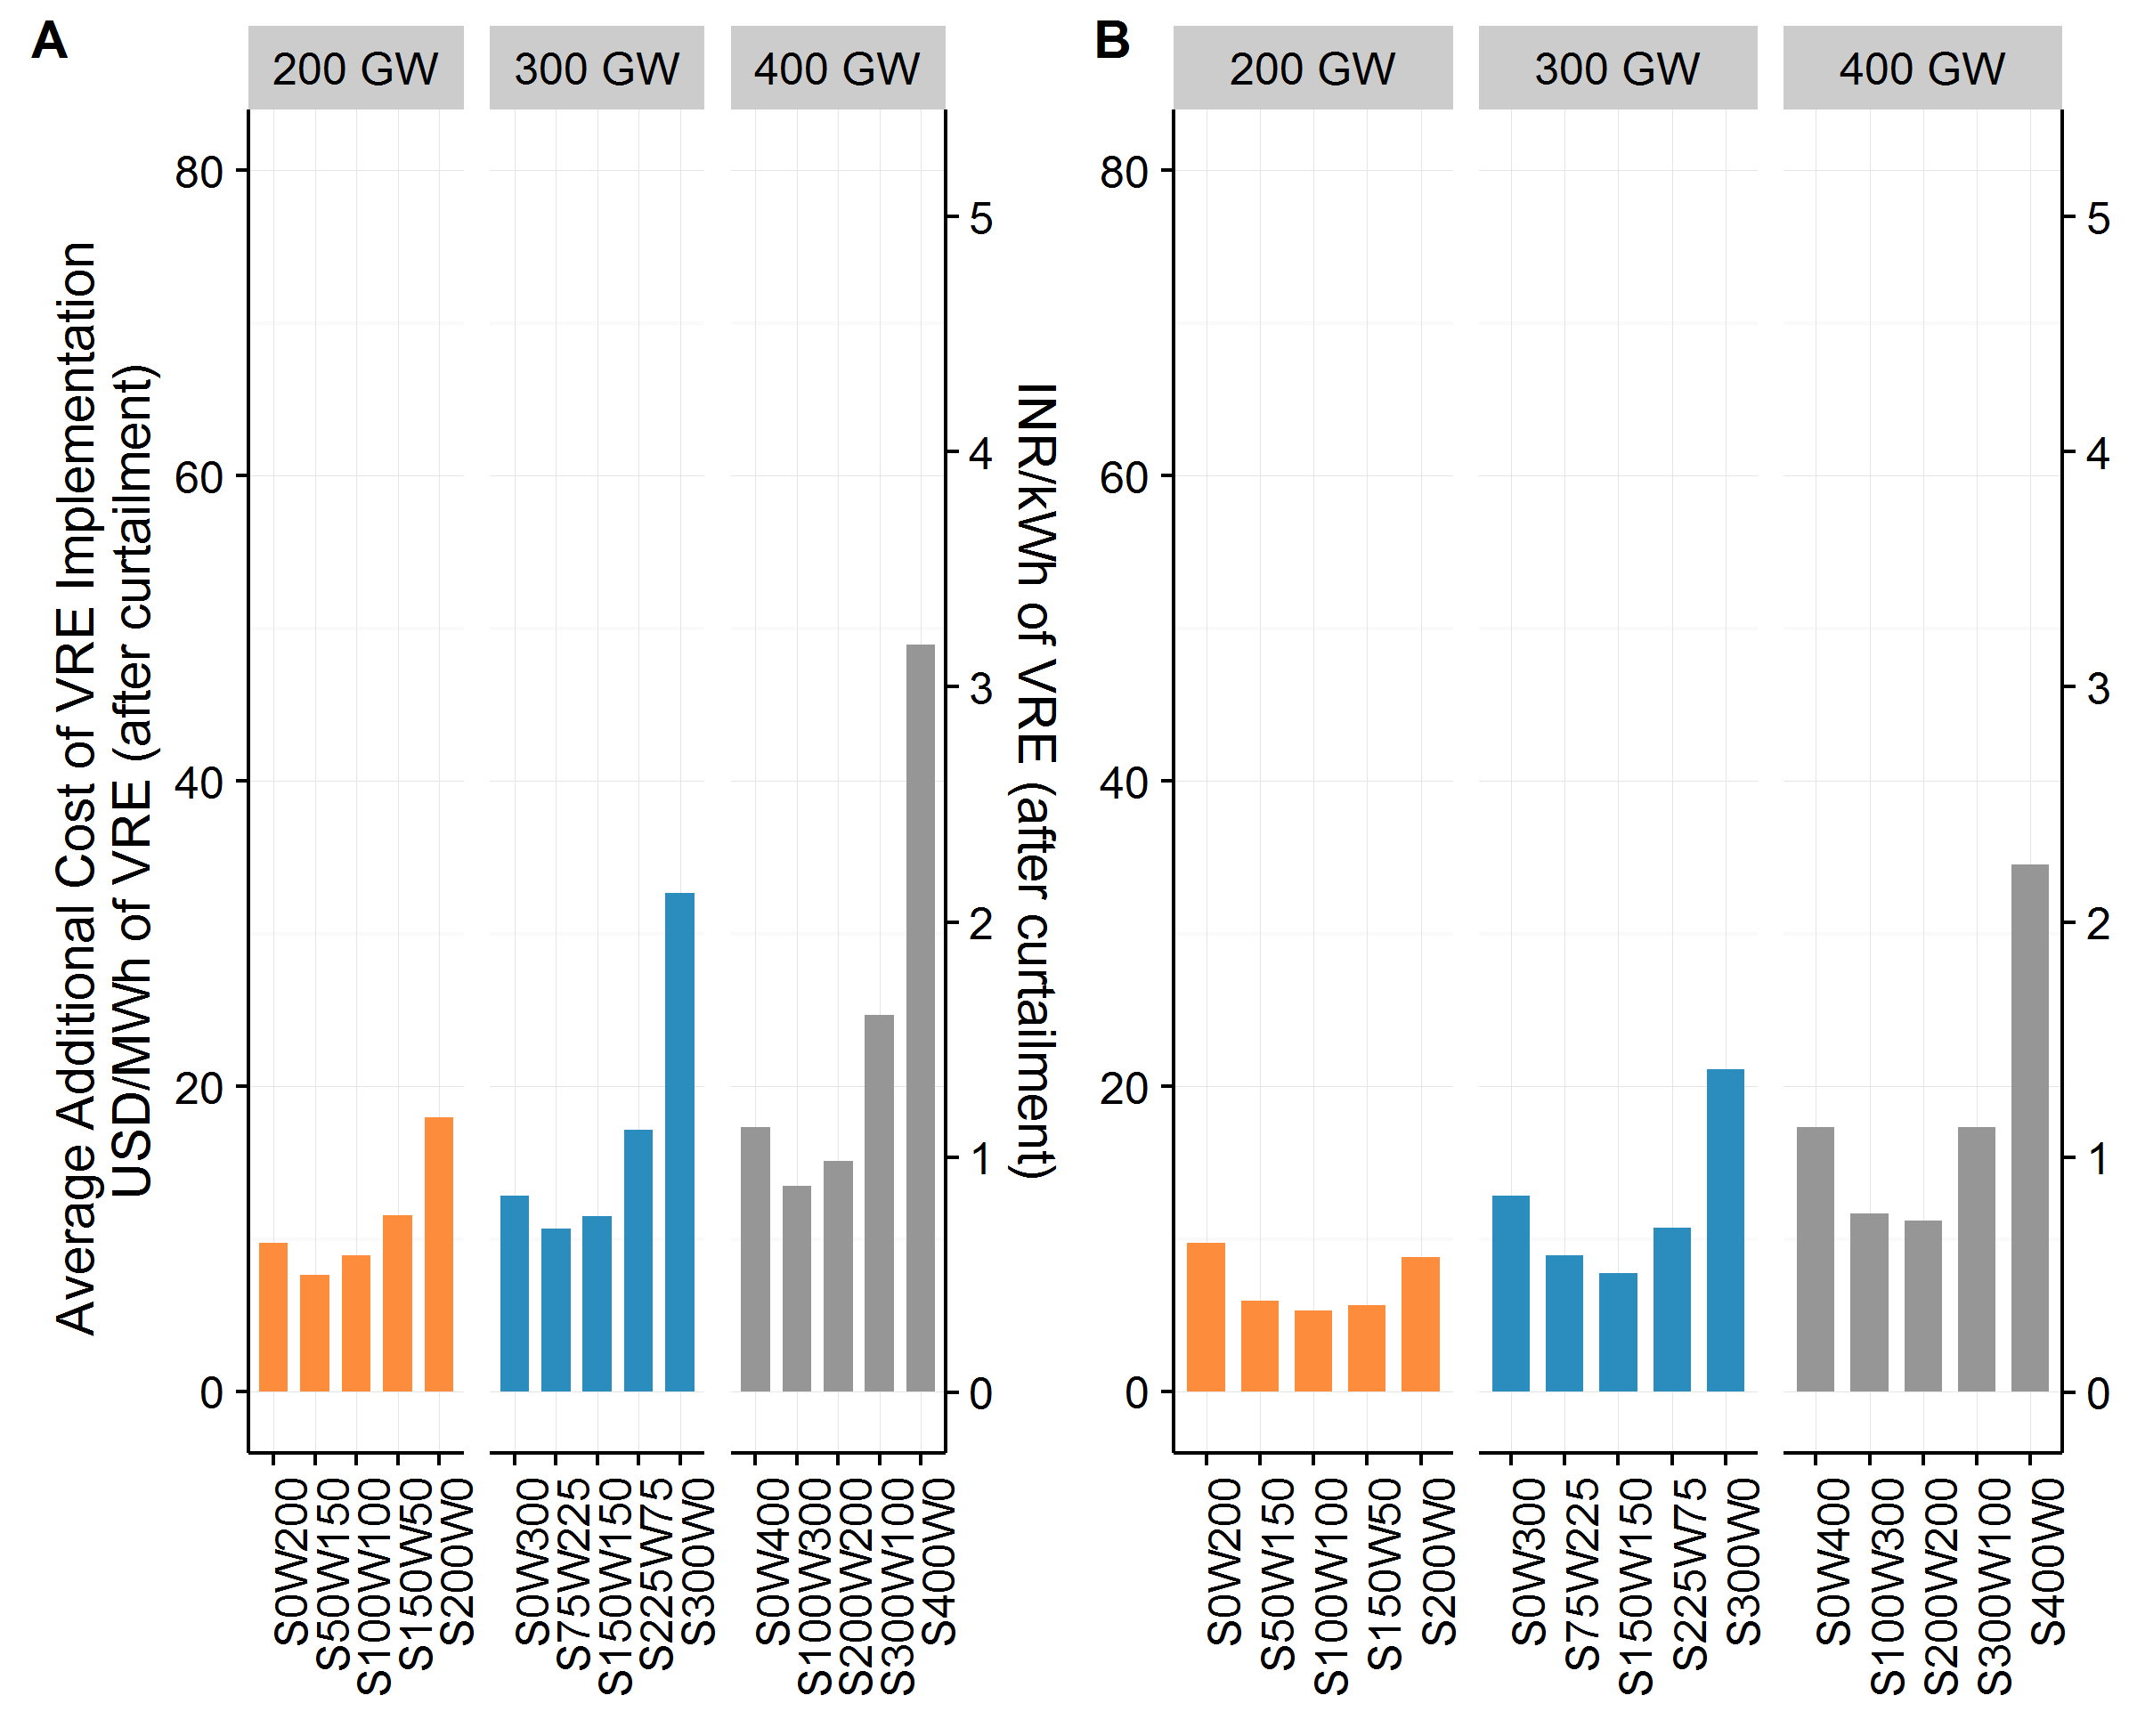 A
200 GW
300 GW
400 GW
Average Additional Cost of VRE Implementation
USD/MWh of VRE (after curtailment)
80
60
40
20
0
5
4
3
2
1
0
INR/kWh of VRE (after curtailment)
S0W200
S50W150
S100W100
S150W50
S200W0
S0W300
S75W225
S150W150
S225W75
S300W0
S0W400
S100W300
S200W200
S300W100
S400W0
B
200 GW
300 GW
400 GW
80
60
40
20
0
5
4
3
2
1
0
S0W200
S50W150
S100W100
S150W50
S200W0
S0W300
S75W225
S150W150
S225W75
S300W0
S0W400
S100W300
S200W200
S300W100
S400W0